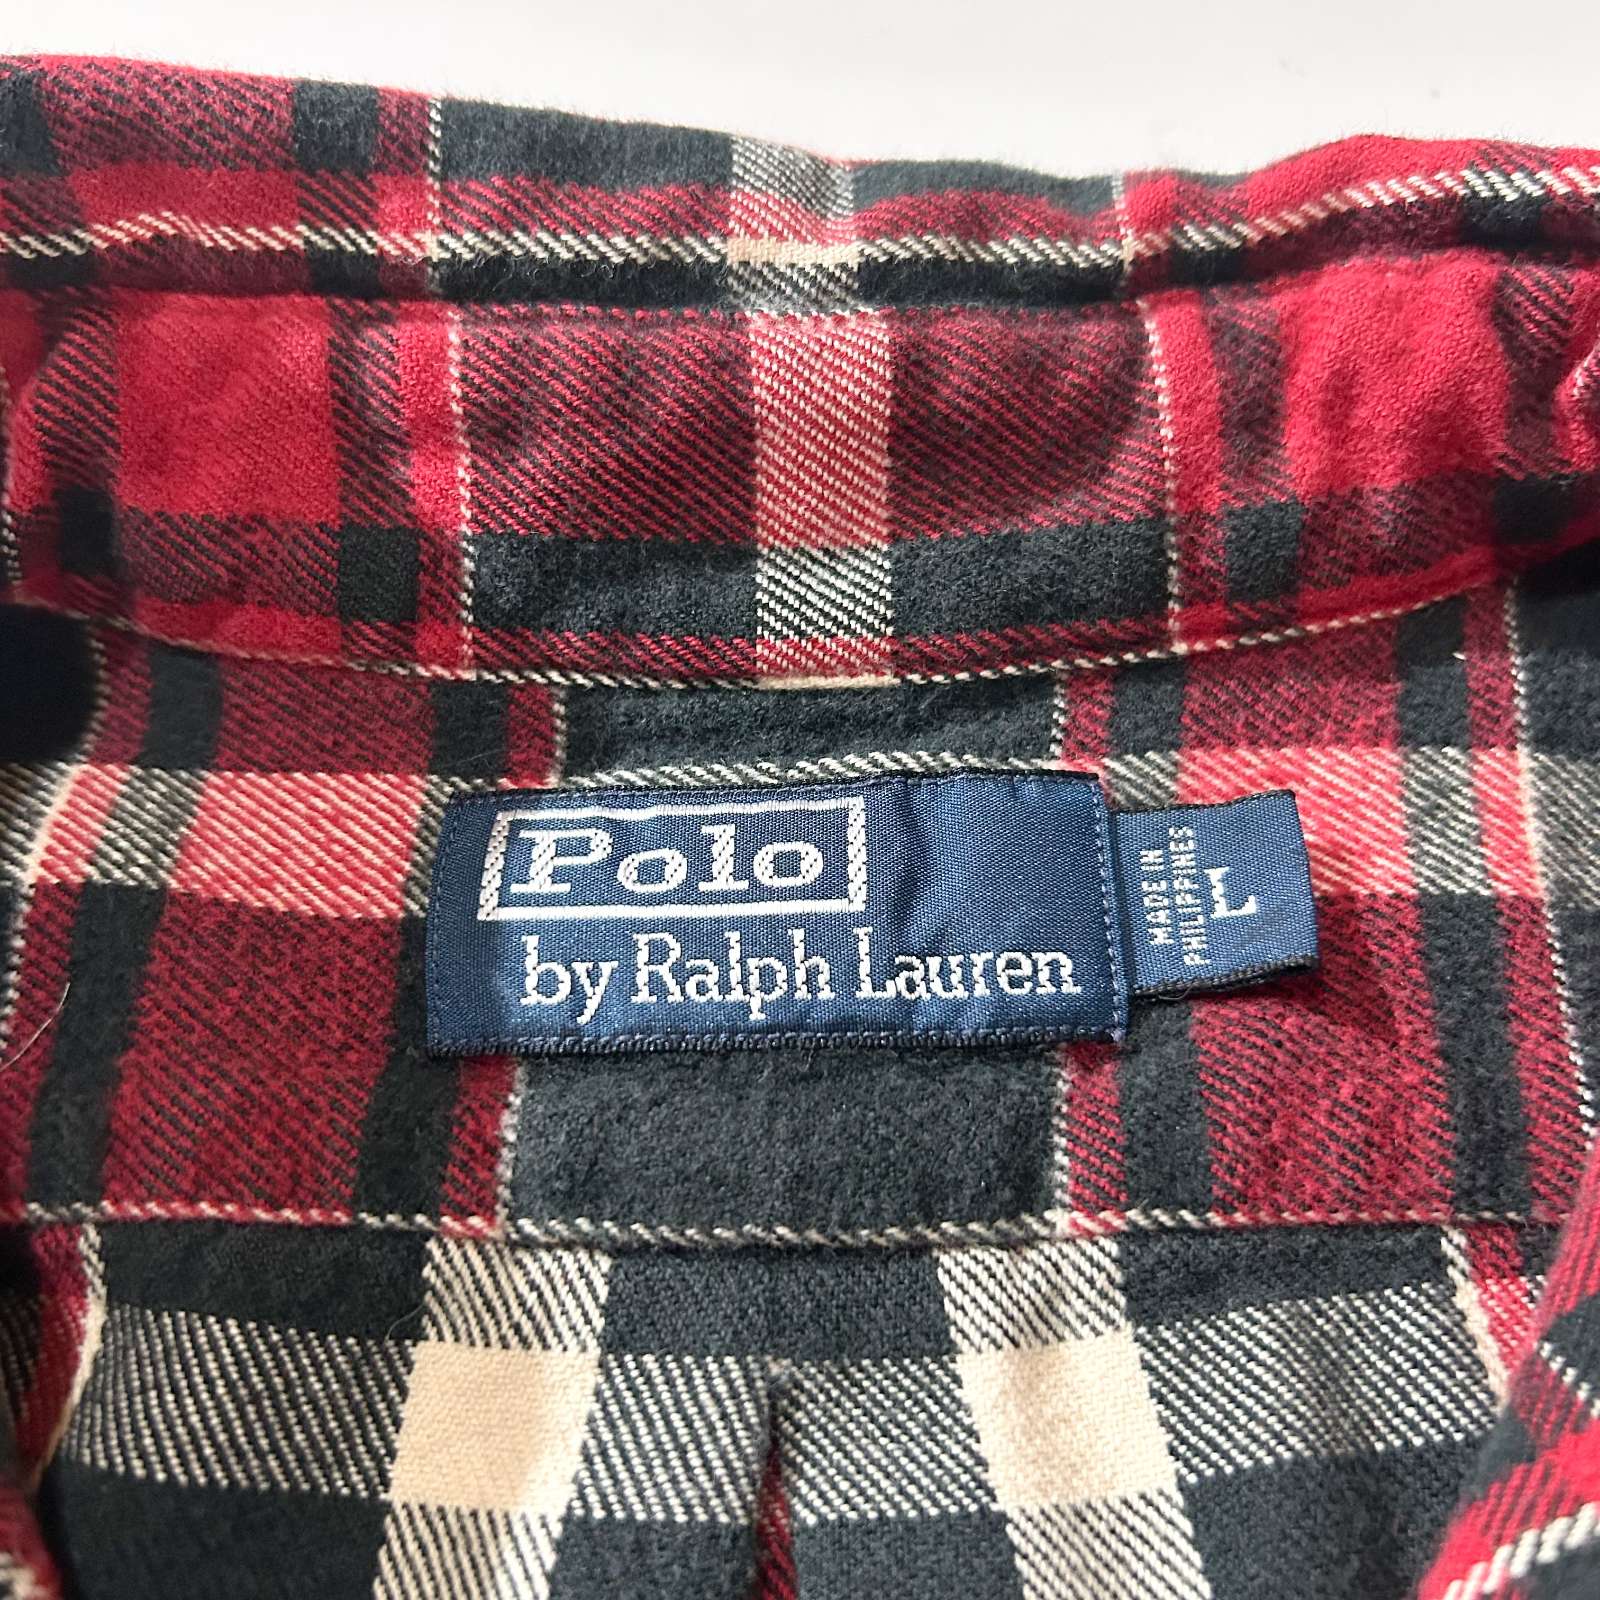 Polo
by Ralph Lauren
MADE IN
PHILIPPINES
L